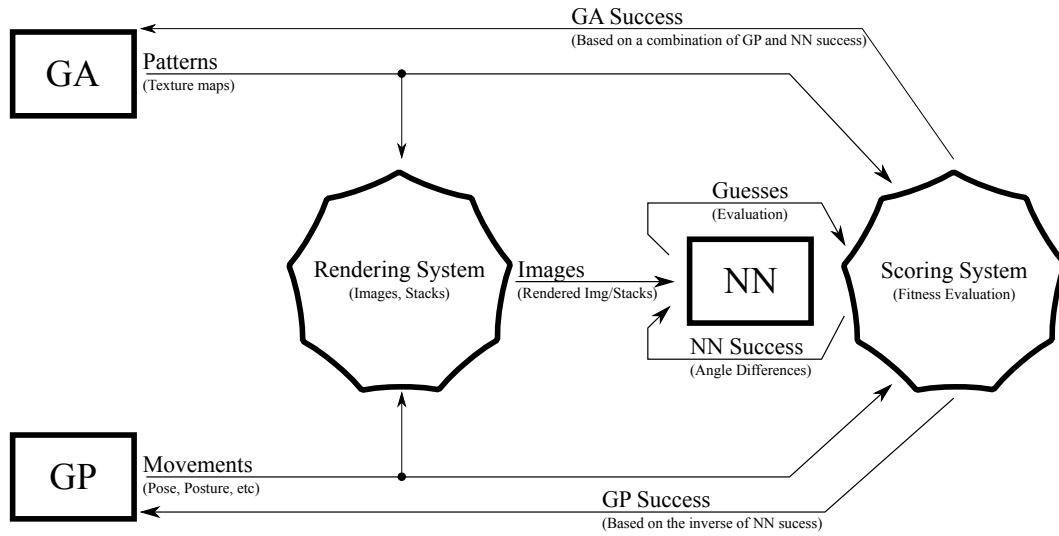 GA Success
(Based on a combination of GP and NN success)
GA
Patterns
(Texture maps)
Guesses
(Evaluation)
Rendering System
(Images, Stacks)
Images
(Rendered Img/Stacks)
NN
Scoring System
(Fitness Evaluation)
NN Success
(Angle Differences)
GP
Movements
(Pose, Posture, etc)
GP Success
(Based on the inverse of NN sucess)